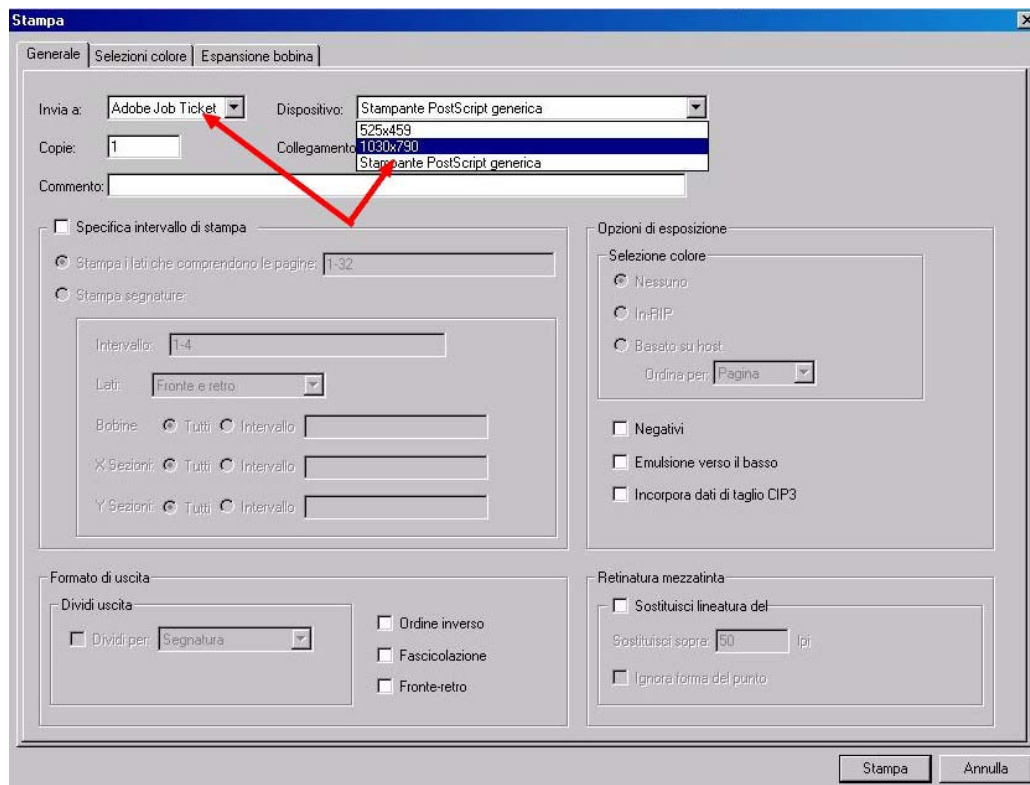 Stampa
Generale Selezioni colore Espansione bobina
Invia a: Adobe Job Ticket Dispositivo: Stampante PostScript generica
525x459
Copie: 1 Collegamento 1030x790
Stampante PostScript generica
Commento:
Specifica intervallo di stampa
Stampa i lati che comprendono le pagine: 1-32
Stampa segnature:
Intervallo: 1-4
Lati: Fronte e retro
Bobine Tutti Intervallo
X Sezioni: Tutti Intervallo
Y Sezioni: Tutti Intervallo
Opzioni di esposizione
Selezione colore
Nessuno
In-RIP
Basato su host
Ordina per: Pagina
Negativi
Emulsione verso il basso
Incorpora dati di taglio CIP3
Formato di uscita
Dividi uscita
Dividi per: Segnatura
Ordine inverso
Fascicolazione
Fronte-retro
Retinatura mezzatinta
Sostituisci lineatura del
Sostituisci sopra: 50 lpi
Ignora forma del punto
Stampa Annulla